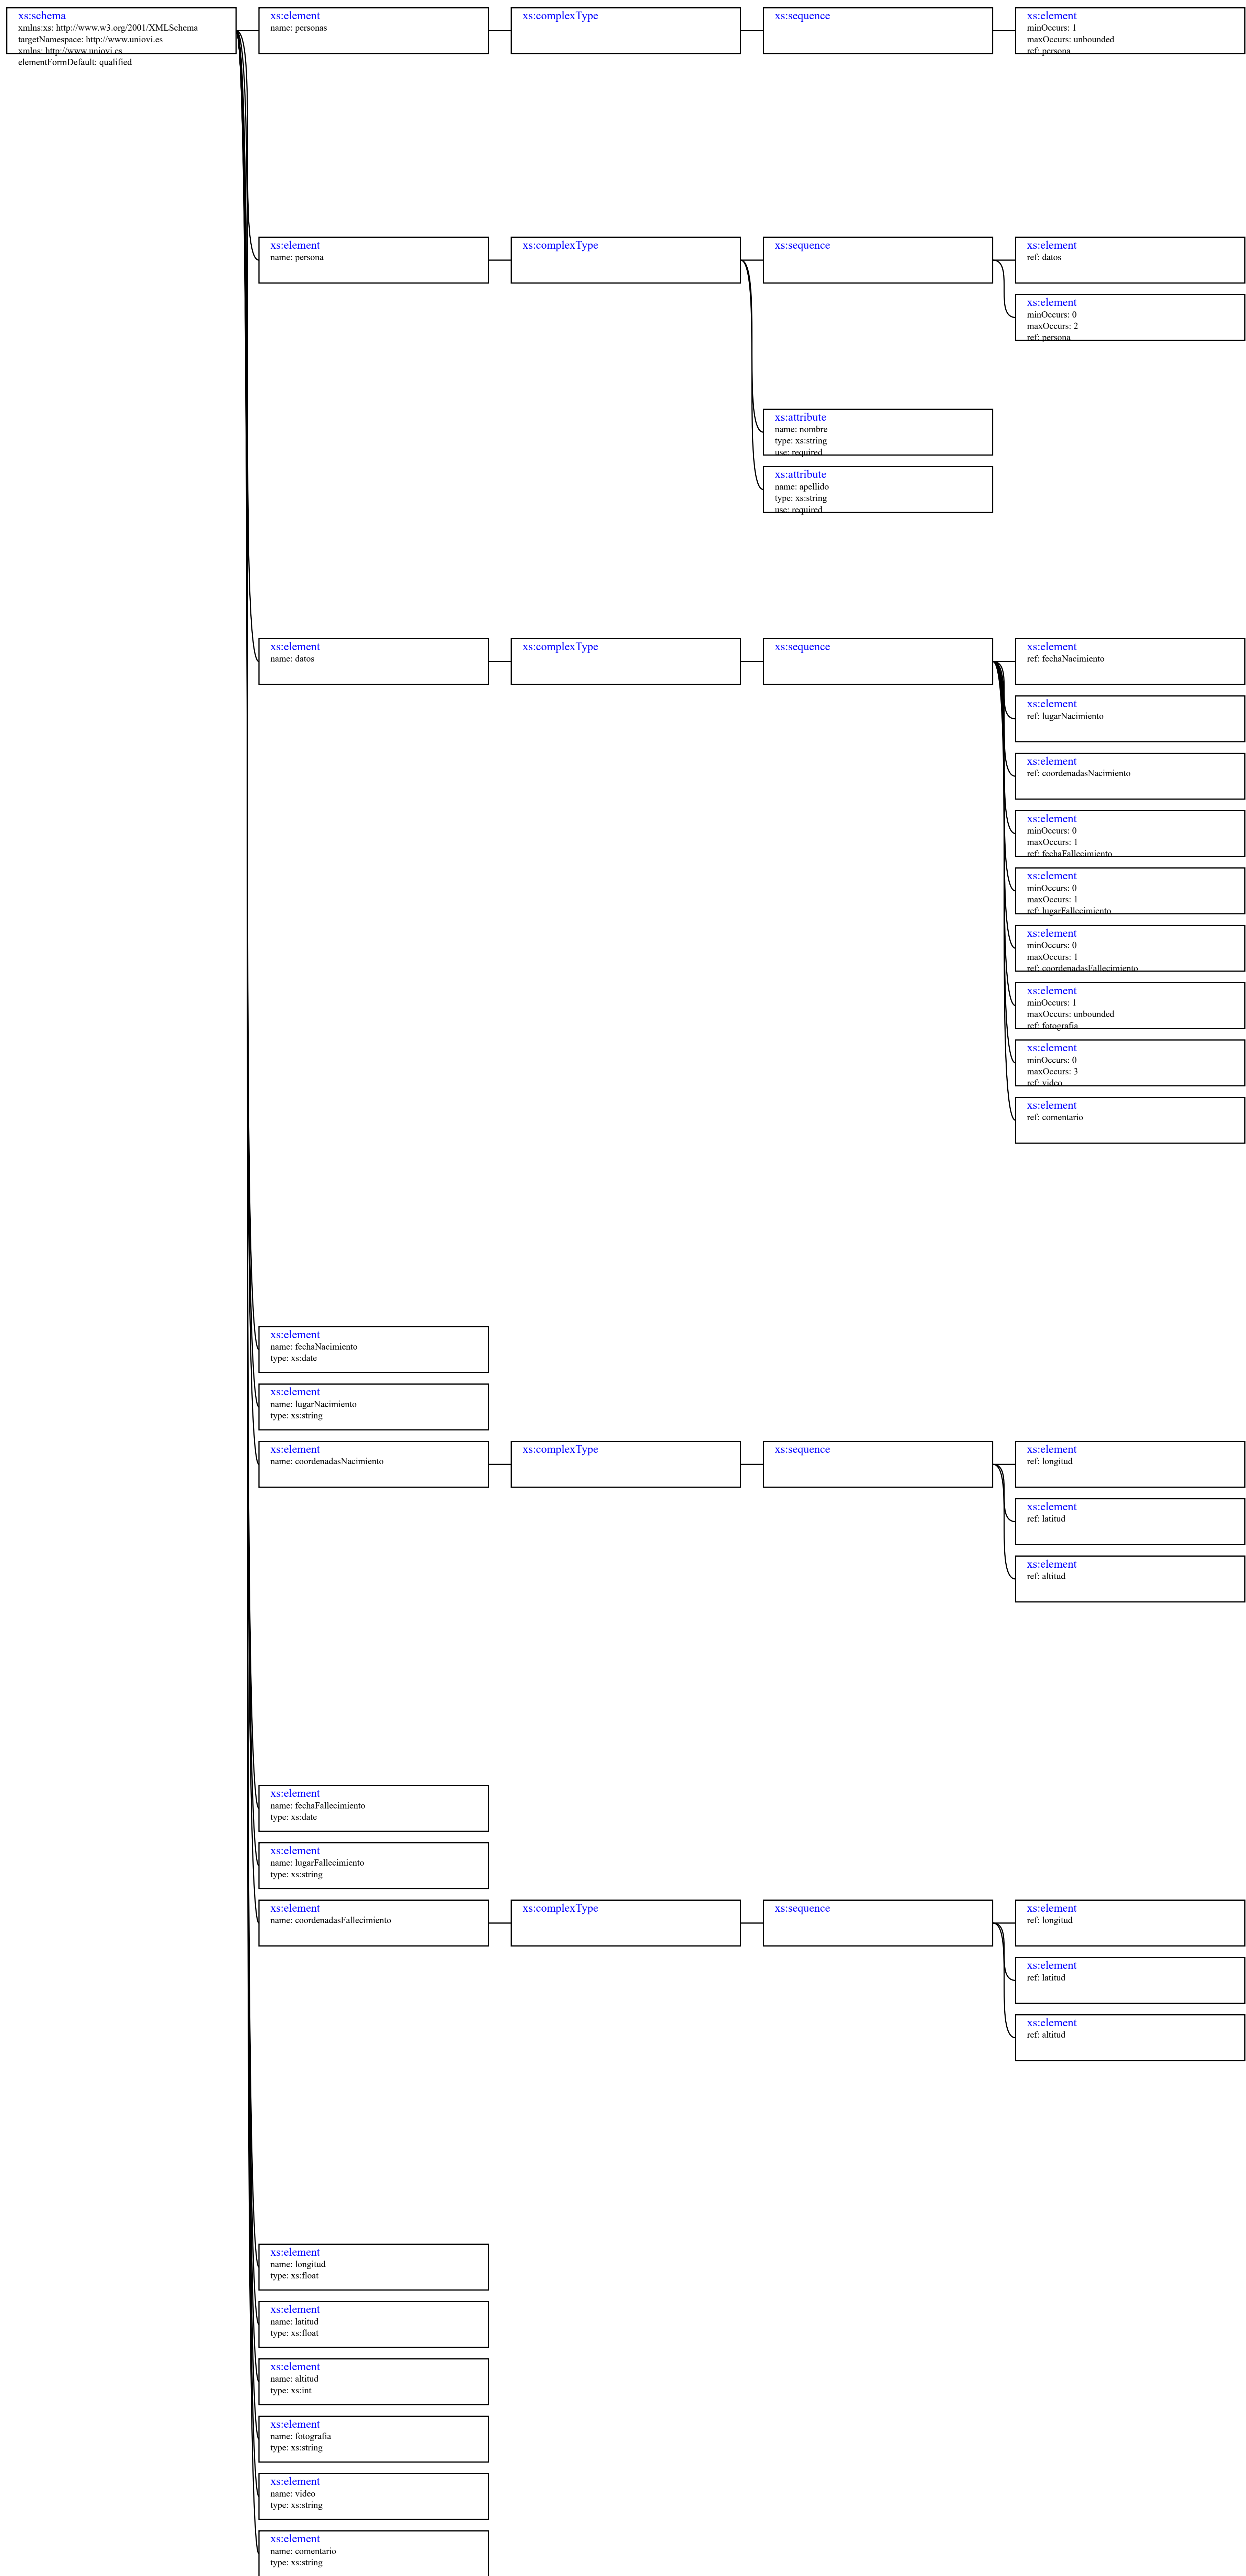 xs:schema
xmlns:xs: http://www.w3.org/2001/XMLSchema
targetNamespace: http://www.uniovi.es
xmlns: http://www.uniovi.es
elementFormDefault: qualified
xs:element
name: personas
xs:complexType
xs:sequence
xs:element
minOccurs: 1
maxOccurs: unbounded
ref: persona
xs:element
name: persona
xs:complexType
xs:sequence
xs:element
ref: datos
xs:element
minOccurs: 0
maxOccurs: 2
ref: persona
xs:attribute
name: nombre
type: xs:string
use: required
xs:attribute
name: apellido
type: xs:string
use: required
xs:element
name: datos
xs:complexType
xs:sequence
xs:element
ref: fechaNacimiento
xs:element
ref: lugarNacimiento
xs:element
ref: coordenadasNacimiento
xs:element
minOccurs: 0
maxOccurs: 1
ref: fechaFallecimiento
xs:element
minOccurs: 0
maxOccurs: 1
ref: lugarFallecimiento
xs:element
minOccurs: 0
maxOccurs: 1
ref: coordenadasFallecimiento
xs:element
minOccurs: 1
maxOccurs: unbounded
ref: fotografia
xs:element
minOccurs: 0
maxOccurs: 3
ref: video
xs:element
ref: comentario
xs:element
name: fechaNacimiento
type: xs:date
xs:element
name: lugarNacimiento
type: xs:string
xs:element
name: coordenadasNacimiento
xs:complexType
xs:sequence
xs:element
ref: longitud
xs:element
ref: latitud
xs:element
ref: altitud
xs:element
name: fechaFallecimiento
type: xs:date
xs:element
name: lugarFallecimiento
type: xs:string
xs:element
name: coordenadasFallecimiento
xs:complexType
xs:sequence
xs:element
ref: longitud
xs:element
ref: latitud
xs:element
ref: altitud
xs:element
name: longitud
type: xs:float
xs:element
name: latitud
type: xs:float
xs:element
name: altitud
type: xs:int
xs:element
name: fotografia
type: xs:string
xs:element
name: video
type: xs:string
xs:element
name: comentario
type: xs:string